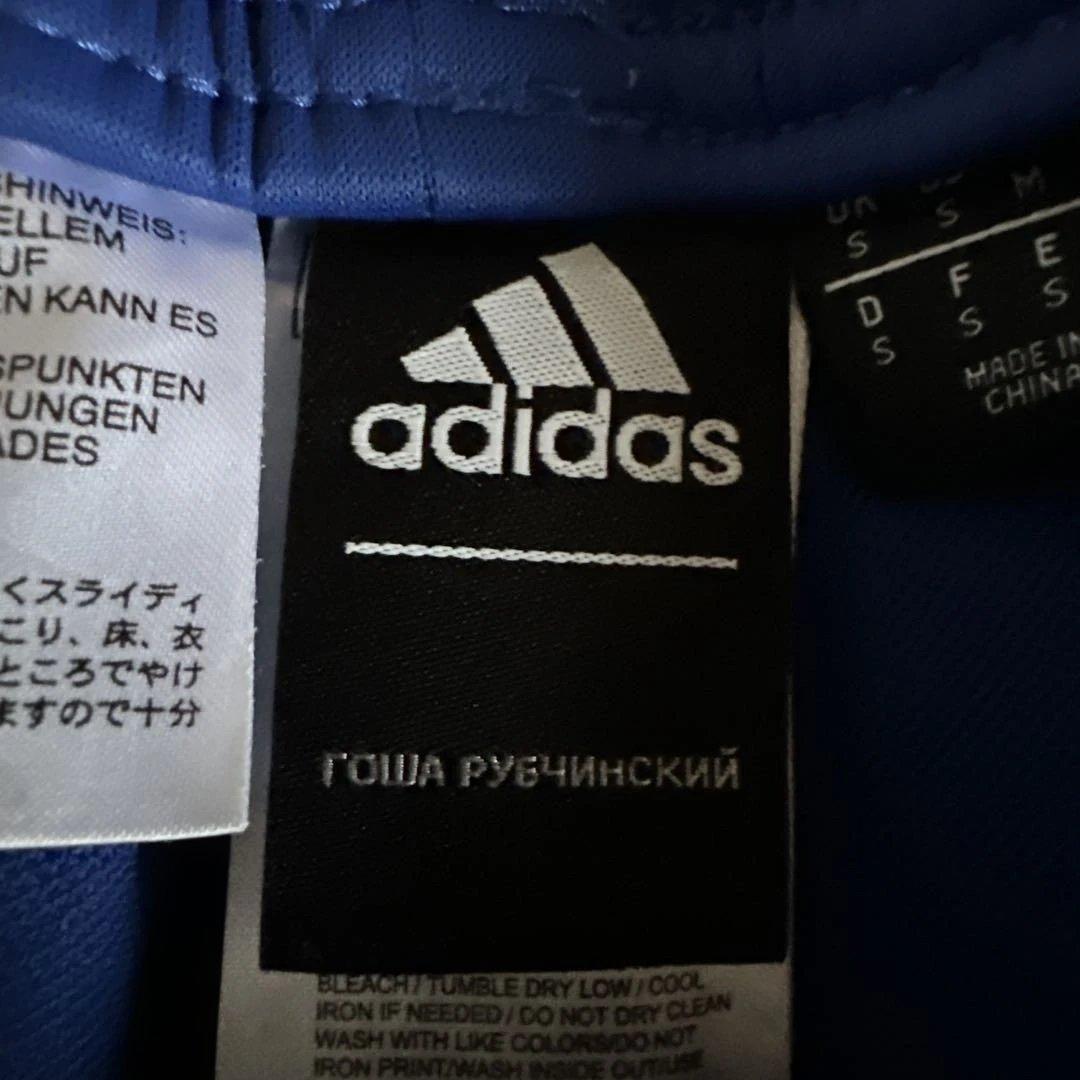 HINWEIS:
ELLEM
UF
EN KANN ES
SPUNKTEN
UNGEN
ADES
くスライディ
こり、床、衣
ところでやけ
ますので十分
adidas
ГОША РУБЧИНСКИЙ
BLEACH / TUMBLE DRY LOW / COOL
IRON IF NEEDED / DO NOT DRY CLEAN
WASH WITH LIKE COLORS/DO NOT
IRON PRINT/WASH INSIDE OUT/USE
UK US M
S S
D F E
S S S
MADE IN
CHINA